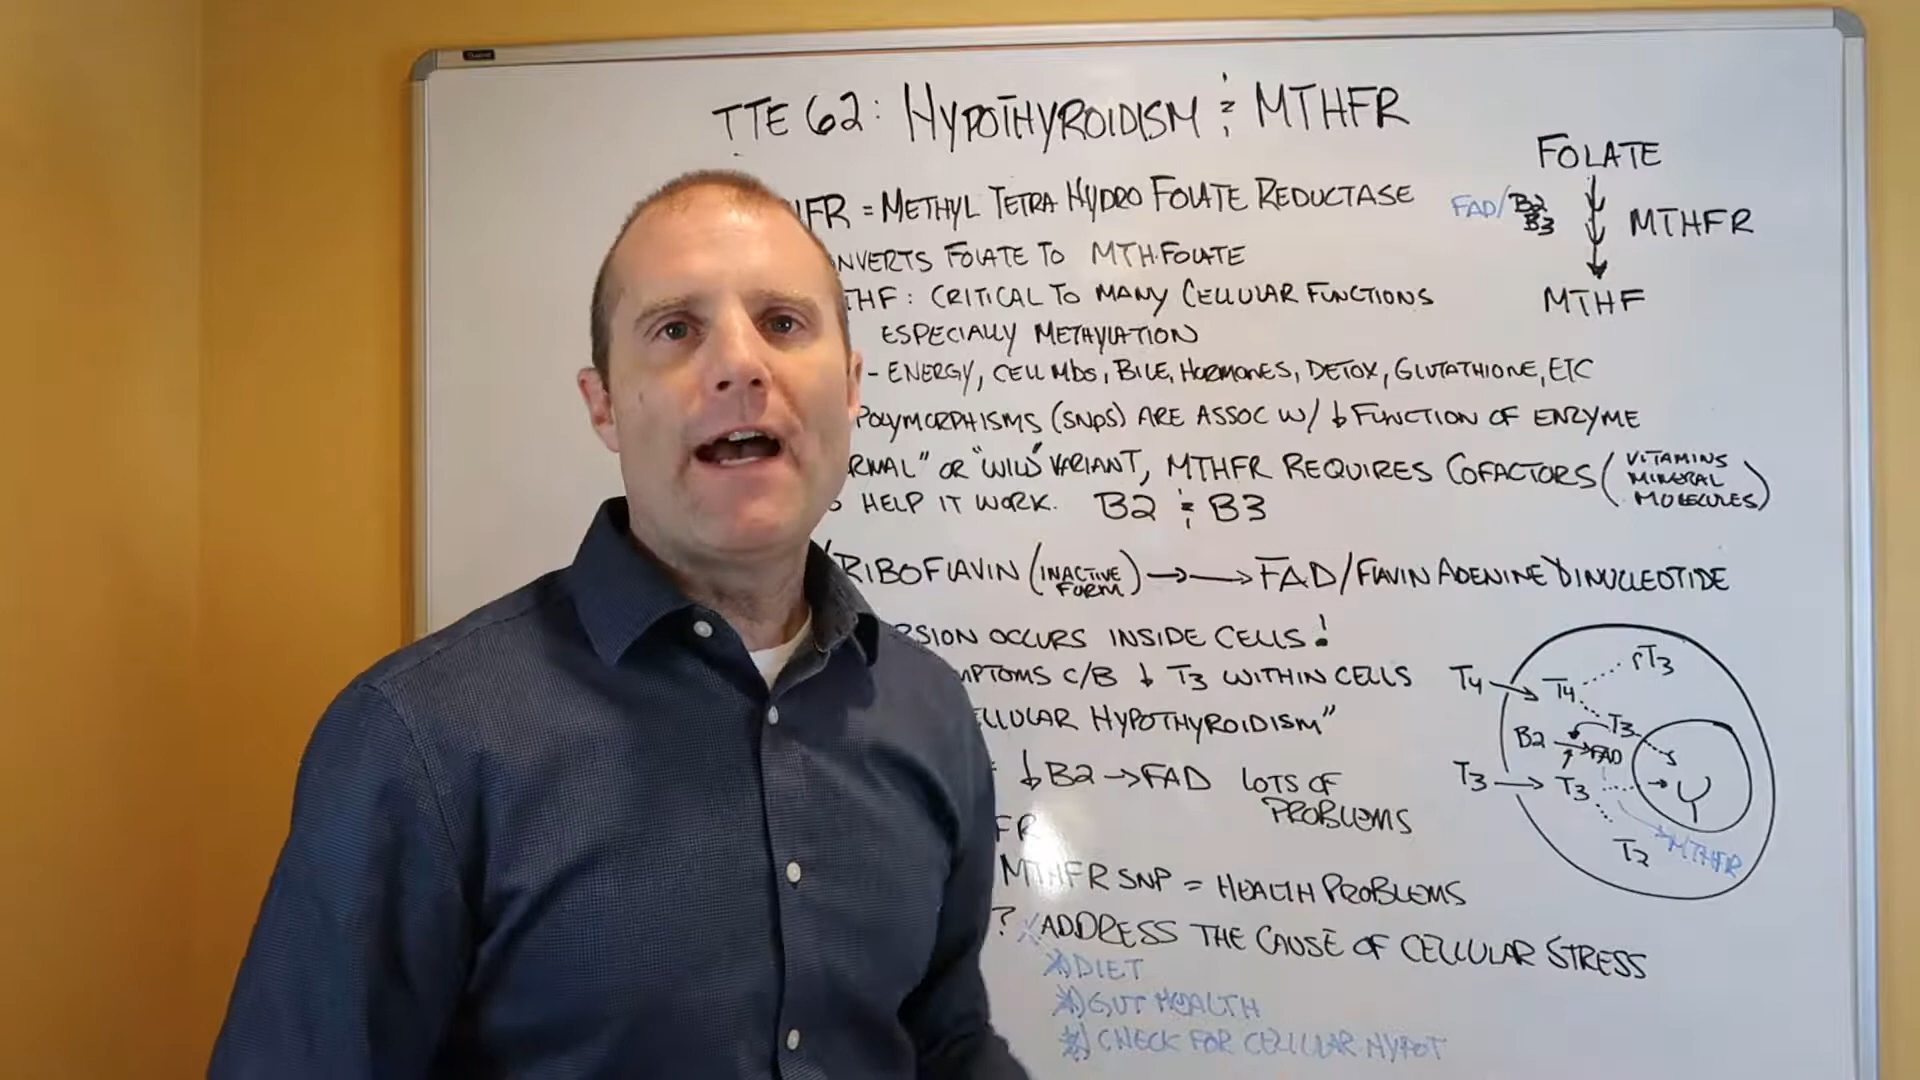 TTE 62: HYPOTHYROIDISM & MTHFR
HFR = METHYL TETRA HYDRO FOLATE REDUCTASE
NVERTS FOLATE TO MTH FOLATE
THF: CRITICAL TO MANY CELLULAR FUNCTIONS
ESPECIALLY METHYLATION
- ENERGY, CELL Mbs, BILE, HORMONES, DETOX, GLUTATHIONE, ETC
POLYMORPHISMS (SNPS) ARE ASSOC W/ ↓ FUNCTION OF ENZYME
RMAL" OR "WILD" VARIANT, MTHFR REQUIRES COFACTORS (VITAMINS
MINERAL
MOLECULES)
HELP IT WORK. B2 & B3
RIBOFLAVIN (INACTIVE FORM) → → FAD/FLAVIN ADENINE DINUCLEOTIDE
RSION OCCURS INSIDE CELLS!
MPTOMS C/B ↓ T3 WITHIN CELLS
ELLULAR HYPOTHYROIDISM"
↓ B2 → FAD LOTS OF
PROBLEMS
FR
MTHFR SNP = HEALTH PROBLEMS
? ADDRESS THE CAUSE OF CELLULAR STRESS
DIET
GUT HEALTH
CHECK FOR CELLULAR HYPOT
FOLATE
FAD/B2
B3
MTHFR
MTHF
T4 → T4 rT3
T3
B2 → FAD
T3 → T3
T2
MTHFR